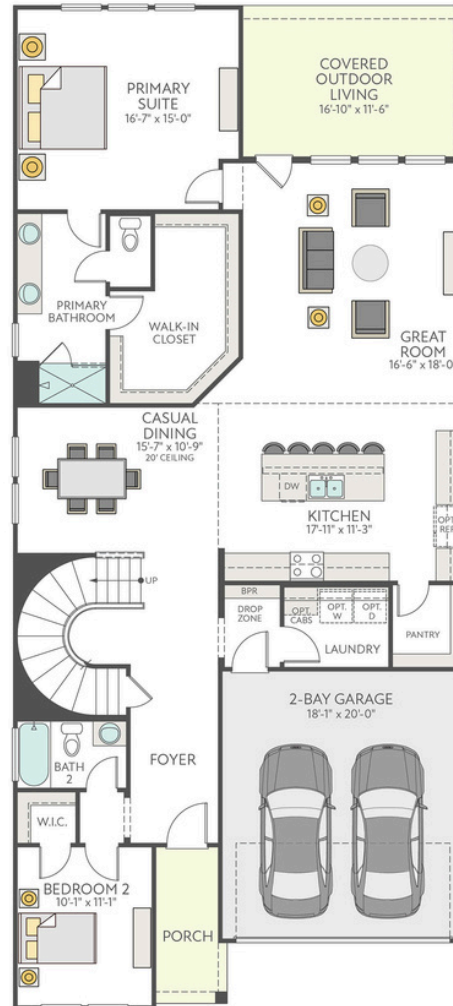 PRIMARY
SUITE
16'-7" x 15'-0"
COVERED
OUTDOOR
LIVING
16'-10" x 11'-6"
PRIMARY
BATHROOM
WALK-IN
CLOSET
GREAT
ROOM
16'-6" x 18'-0
CASUAL
DINING
15'-7" x 10'-9"
20' CEILING
DW
KITCHEN
17'-11" x 11'-3"
OPT.
REF
UP
BPR
DROP
ZONE
OPT.
CABS
OPT.
W
OPT.
D
LAUNDRY
PANTRY
2-BAY GARAGE
18'-1" x 20'-0"
FOYER
BATH
2
W.I.C.
BEDROOM 2
10'-1" x 11'-1"
PORCH